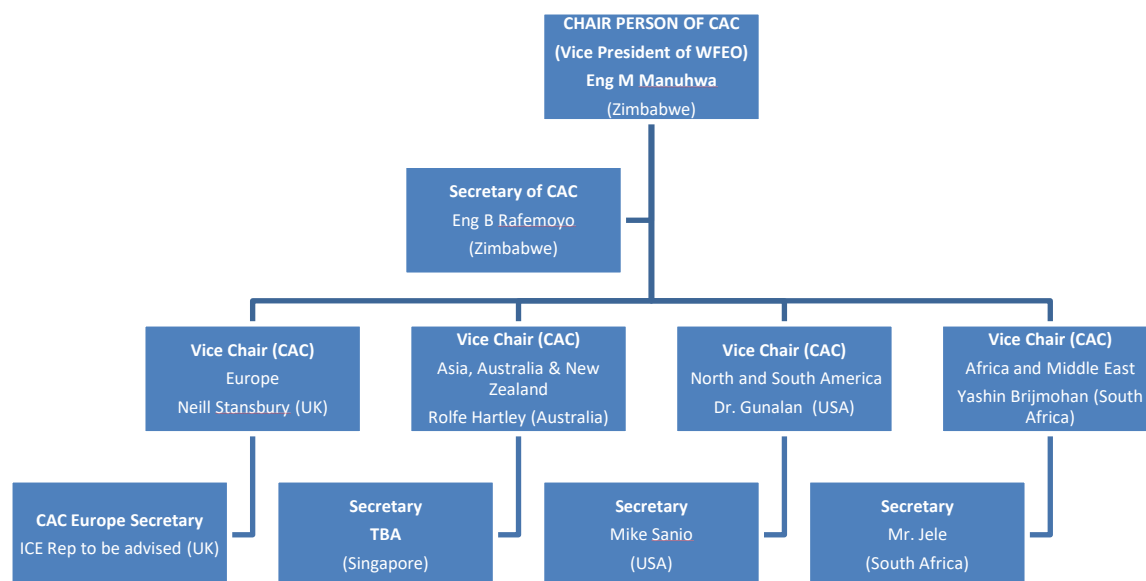 CHAIR PERSON OF CAC
(Vice President of WFEO)
Eng M Manuhwa
(Zimbabwe)
Secretary of CAC
Eng B Rafemoyo
(Zimbabwe)
Vice Chair (CAC)
Europe
Neill Stansbury (UK)
Vice Chair (CAC)
Asia, Australia & New
Zealand
Rolfe Hartley (Australia)
Vice Chair (CAC)
North and South America
Dr. Gunalan (USA)
Vice Chair (CAC)
Africa and Middle East
Yashin Brijmohan (South
Africa)
CAC Europe Secretary
ICE Rep to be advised (UK)
Secretary
TBA
(Singapore)
Secretary
Mike Sanio
(USA)
Secretary
Mr. Jele
(South Africa)